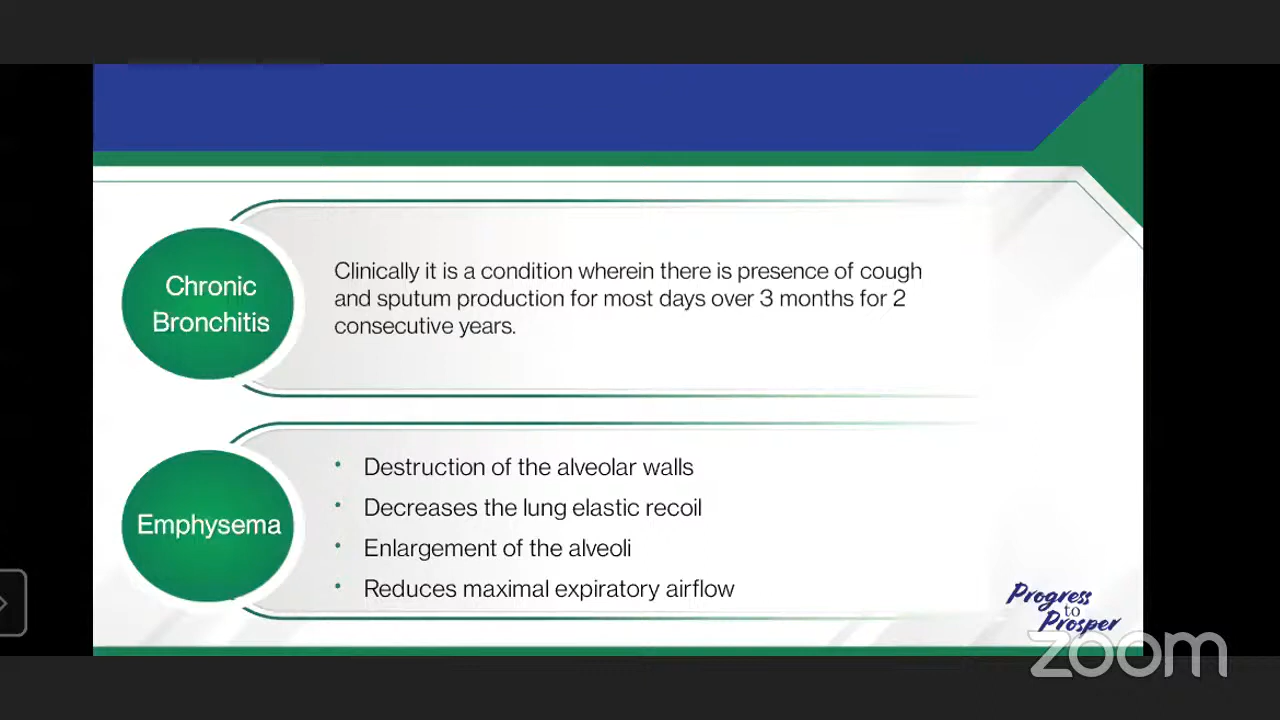 Chronic
Bronchitis
Clinically it is a condition wherein there is presence of cough
and sputum production for most days over 3 months for 2
consecutive years.
Emphysema
• Destruction of the alveolar walls
• Decreases the lung elastic recoil
• Enlargement of the alveoli
• Reduces maximal expiratory airflow
Progress
to
Prosper
zoom